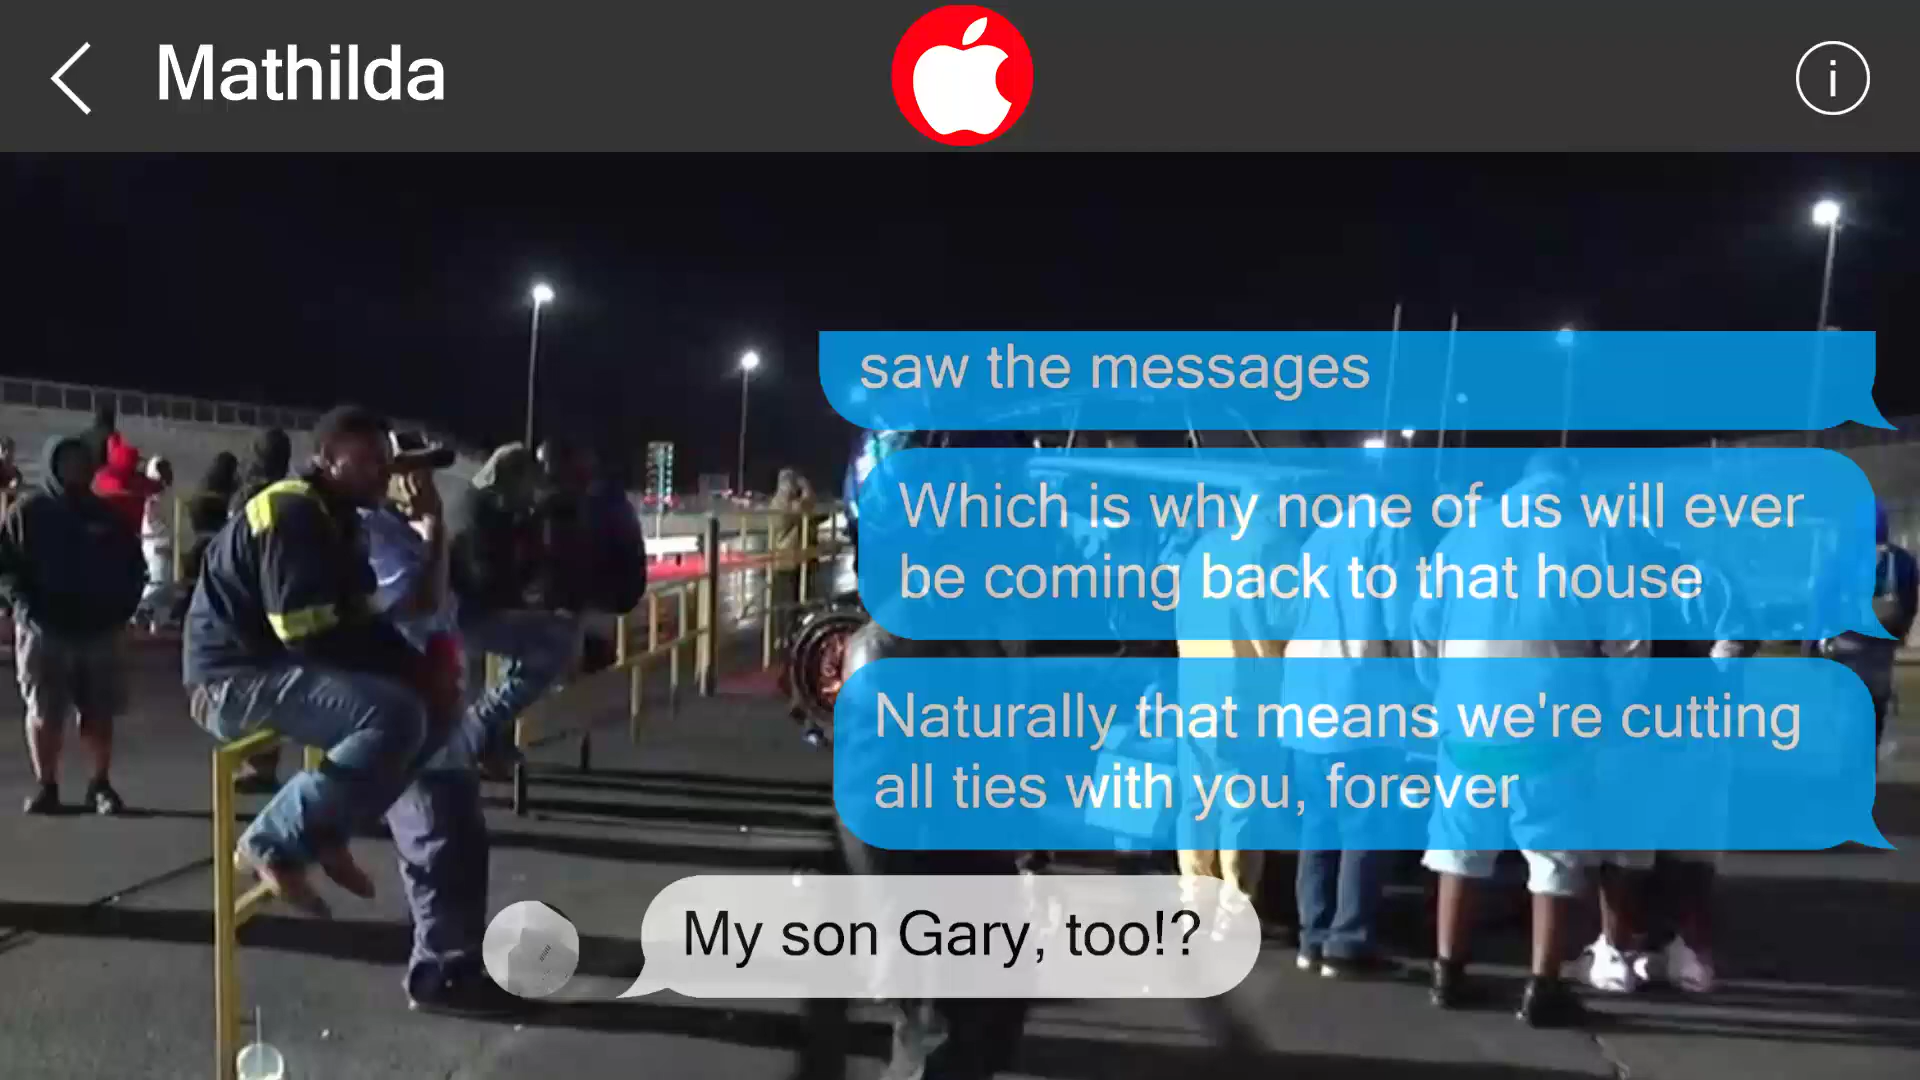 Mathilda
saw the messages
Which is why none of us will ever
be coming back to that house
Naturally that means we're cutting
all ties with you, forever
My son Gary, too!?